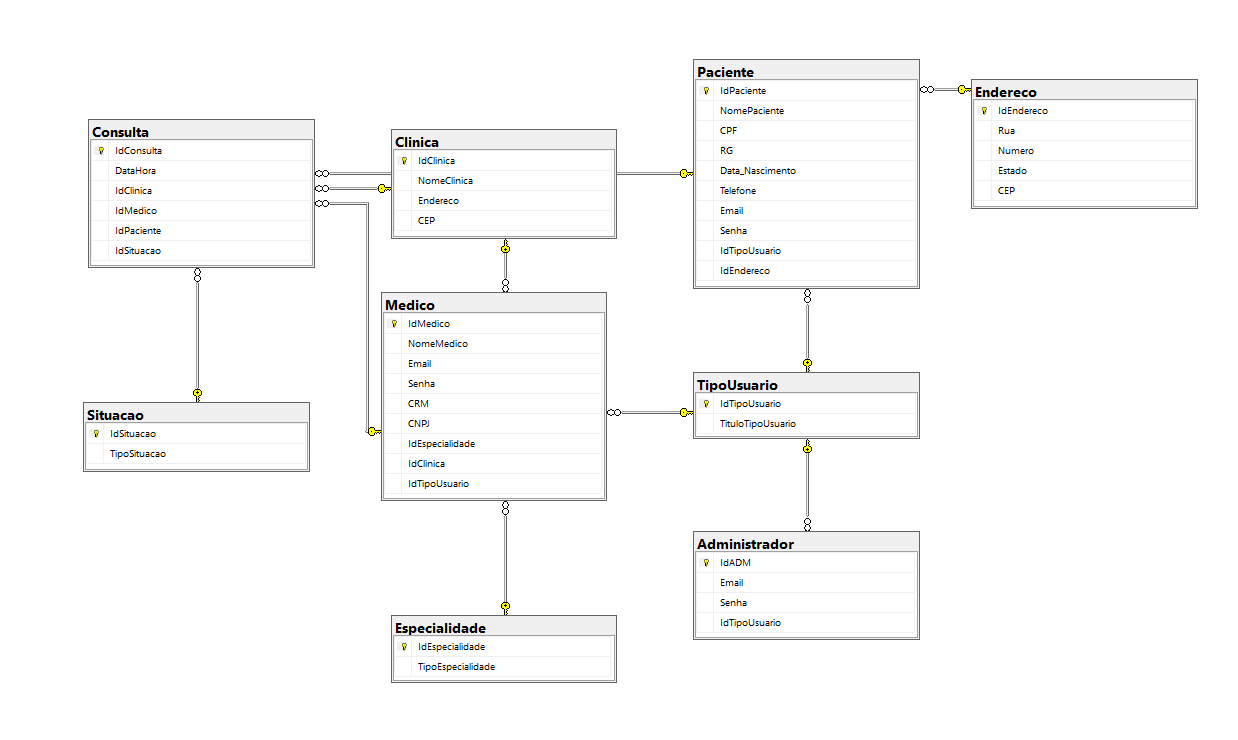 Consulta
IdConsulta
DataHora
IdClinica
IdMedico
IdPaciente
IdSituacao
Situacao
IdSituacao
TipoSituacao
Clinica
IdClinica
NomeClinica
Endereco
CEP
Medico
IdMedico
NomeMedico
Email
Senha
CRM
CNPJ
IdEspecialidade
IdClinica
IdTipoUsuario
Especialidade
IdEspecialidade
TipoEspecialidade
Paciente
IdPaciente
NomePaciente
CPF
RG
Data_Nascimento
Telefone
Email
Senha
IdTipoUsuario
IdEndereco
TipoUsuario
IdTipoUsuario
TituloTipoUsuario
Administrador
IdADM
Email
Senha
IdTipoUsuario
Endereco
IdEndereco
Rua
Numero
Estado
CEP